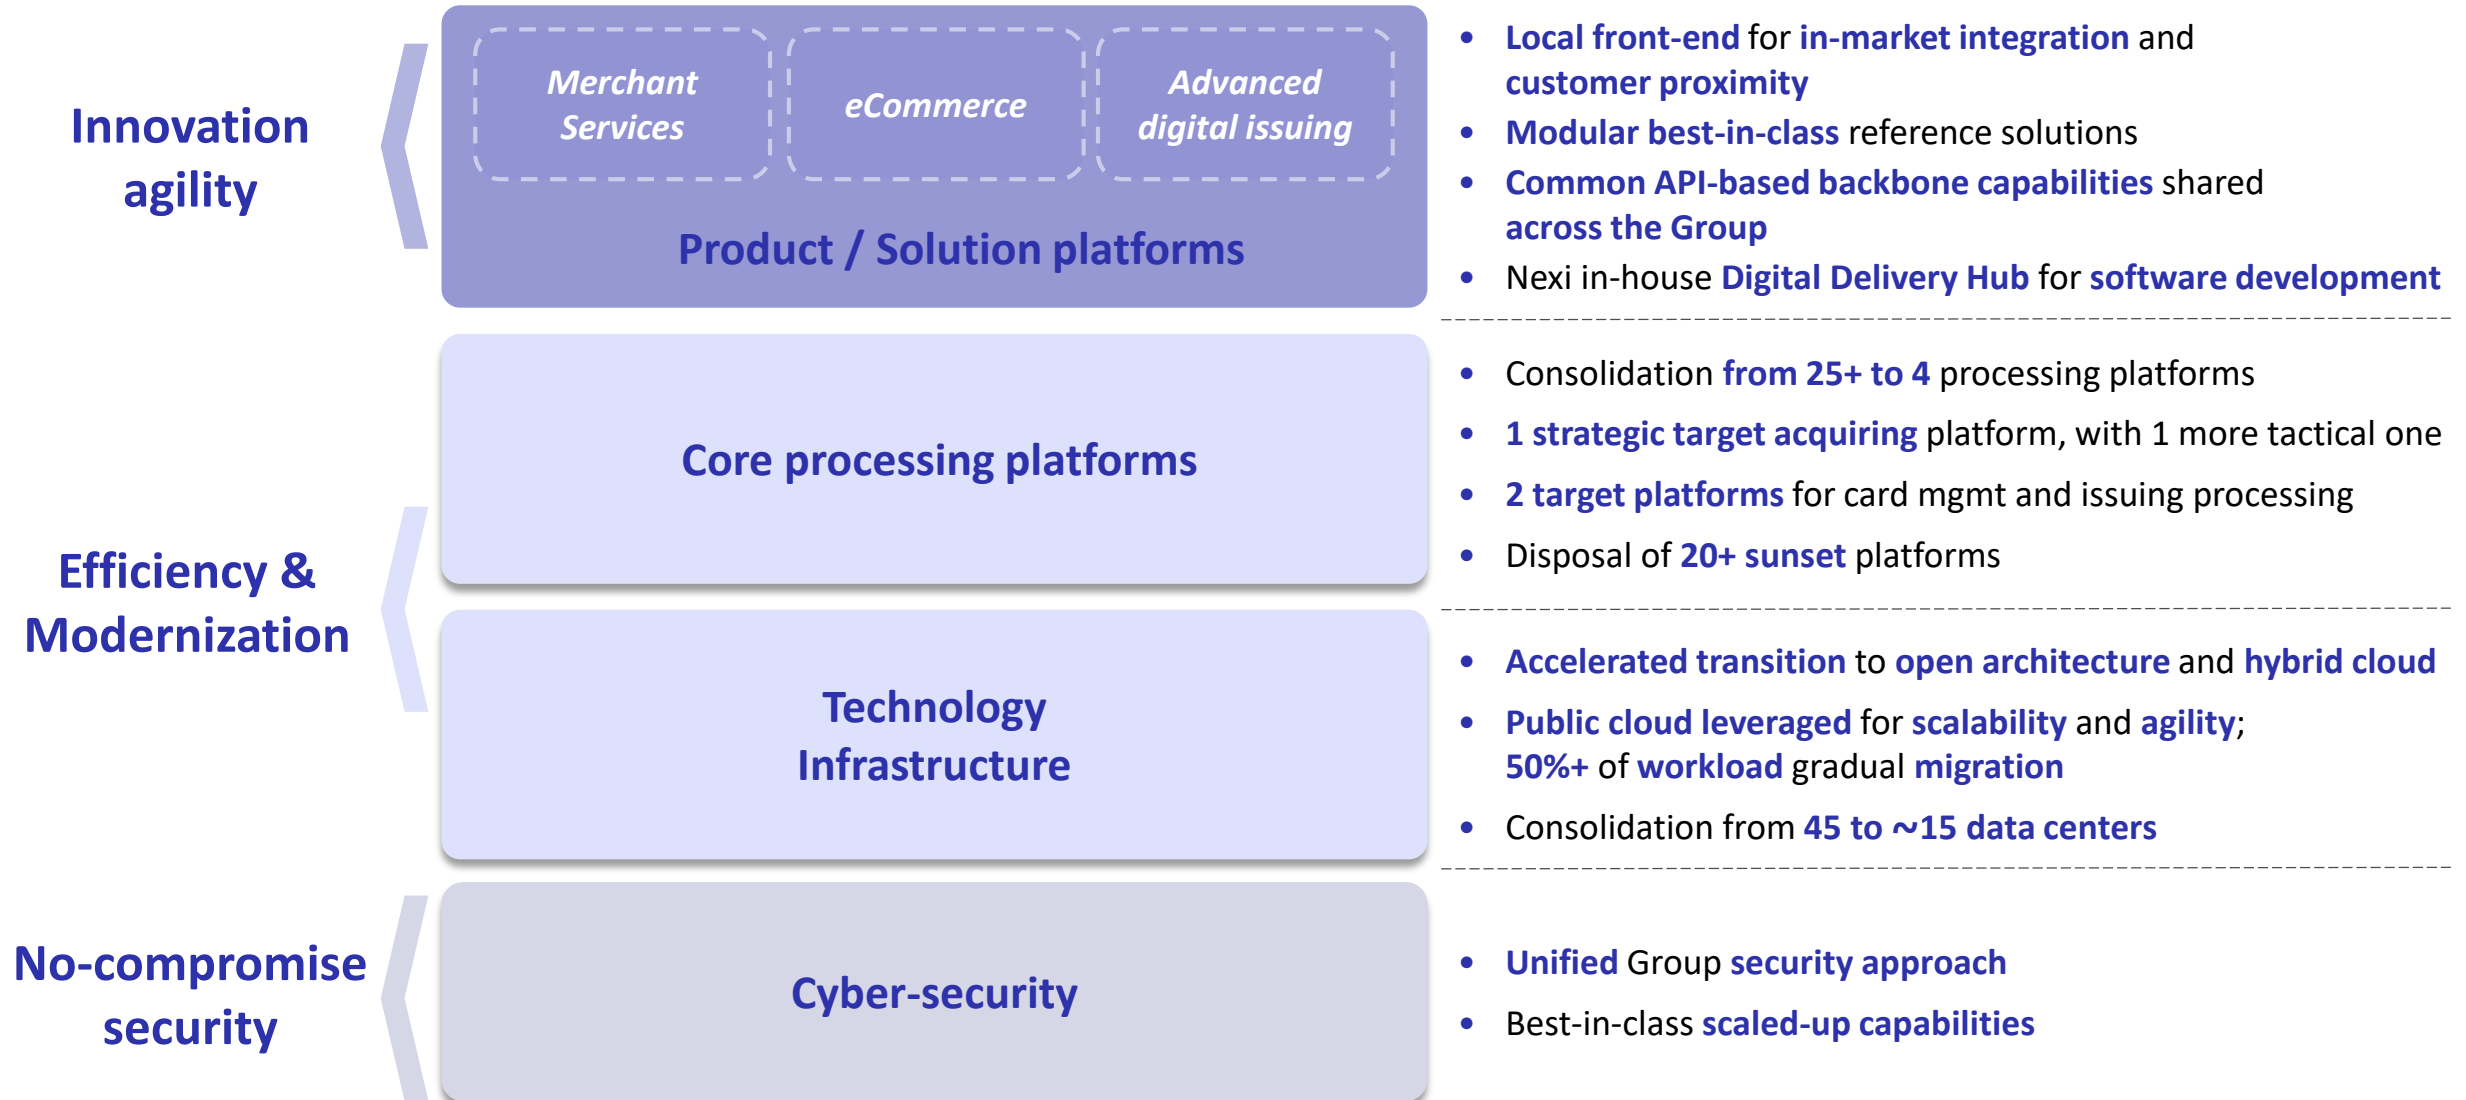 Innovation
agility
Merchant
Services
eCommerce
Advanced
digital issuing
Product / Solution platforms
• Local front-end for in-market integration and
customer proximity
• Modular best-in-class reference solutions
• Common API-based backbone capabilities shared
across the Group
• Nexi in-house Digital Delivery Hub for software development
Efficiency &
Modernization
Core processing platforms
• Consolidation from 25+ to 4 processing platforms
• 1 strategic target acquiring platform, with 1 more tactical one
• 2 target platforms for card mgmt and issuing processing
• Disposal of 20+ sunset platforms
Technology
Infrastructure
• Accelerated transition to open architecture and hybrid cloud
• Public cloud leveraged for scalability and agility;
50%+ of workload gradual migration
• Consolidation from 45 to ~15 data centers
No-compromise
security
Cyber-security
• Unified Group security approach
• Best-in-class scaled-up capabilities